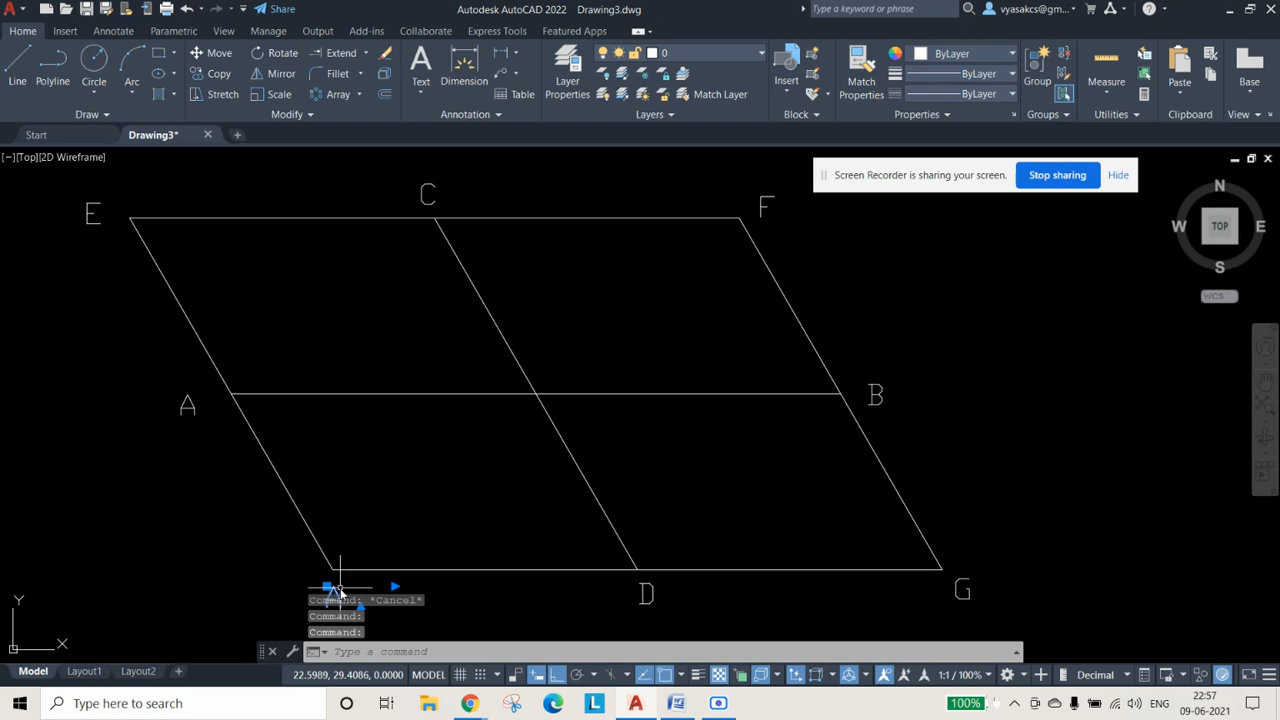 Share
Autodesk AutoCAD 2022 Drawing3.dwg
Type a keyword or phrase
vyasakcs@gm...
Home Insert Annotate Parametric View Manage Output Add-ins Collaborate Express Tools Featured Apps
Line Polyline Circle Arc
Move Rotate Extend
Copy Mirror Fillet
Stretch Scale Array
A Text Dimension Table
Layer Properties
0
Match Layer
Insert
Match Properties
ByLayer
ByLayer
ByLayer
Group
Measure
Paste
Base
Draw Modify Annotation Layers Block Properties Groups Utilities Clipboard View
Start Drawing3*
[−][Top][2D Wireframe]
Screen Recorder is sharing your screen. Stop sharing Hide
N
W TOP E
S
WCS
E C F
A B
D G
Command: *Cancel*
Command:
Command:
Type a command
Y
X
Model Layout1 Layout2
22.5989, 29.4086, 0.0000 MODEL 1:1 / 100% Decimal
Type here to search
100%
ENG
22:57
09-06-2021